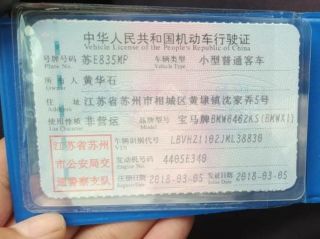 中华人民共和国机动车行驶证
Vehicle License of the People's Republic of China
号牌号码 苏E835MP 车辆类型 小型普通客车
Plate No. Vehicle Type
所有人 黄华石
Owner
住址 江苏省苏州市相城区黄埭镇沈家弄5号
Address
使用性质 非营运 品牌型号 宝马牌BMW6462KS(BMWX1)
Use Character Model
江苏省苏州 车辆识别代号 LBVHZ1102JML38830
VIN
市公安局交 发动机号码 4405E340
Engine No.
通警察支队 注册日期 2018-03-05 发证日期 2018-03-05
Register Date Issue Date